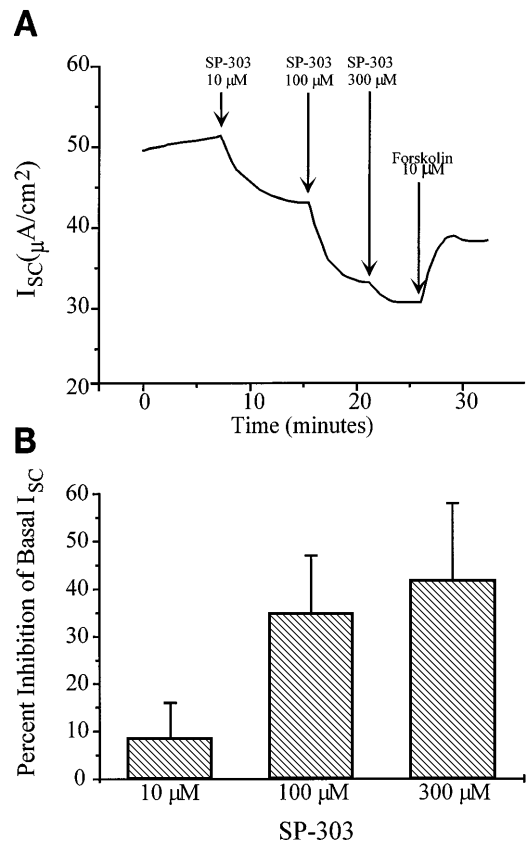 A
60
50
40
30
20
I_SC(μA/cm2)
SP-303 SP-303 SP-303
10 μM 100 μM 300 μM
Forskolin
10 μM
0 10 20 30
Time (minutes)
B
Percent Inhibition of Basal I_SC
60
50
40
30
20
10
0
10 μM 100 μM 300 μM
SP-303